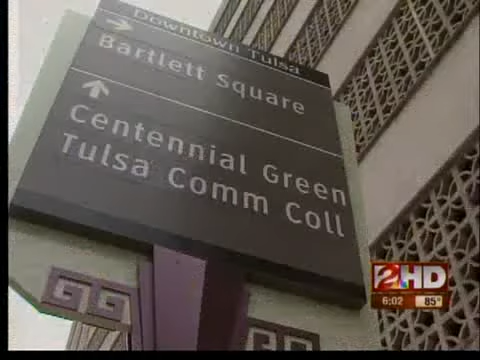 Downtown Tulsa
Bartlett Square
Centennial Green
Tulsa Comm Coll
2HD
6:02 85°